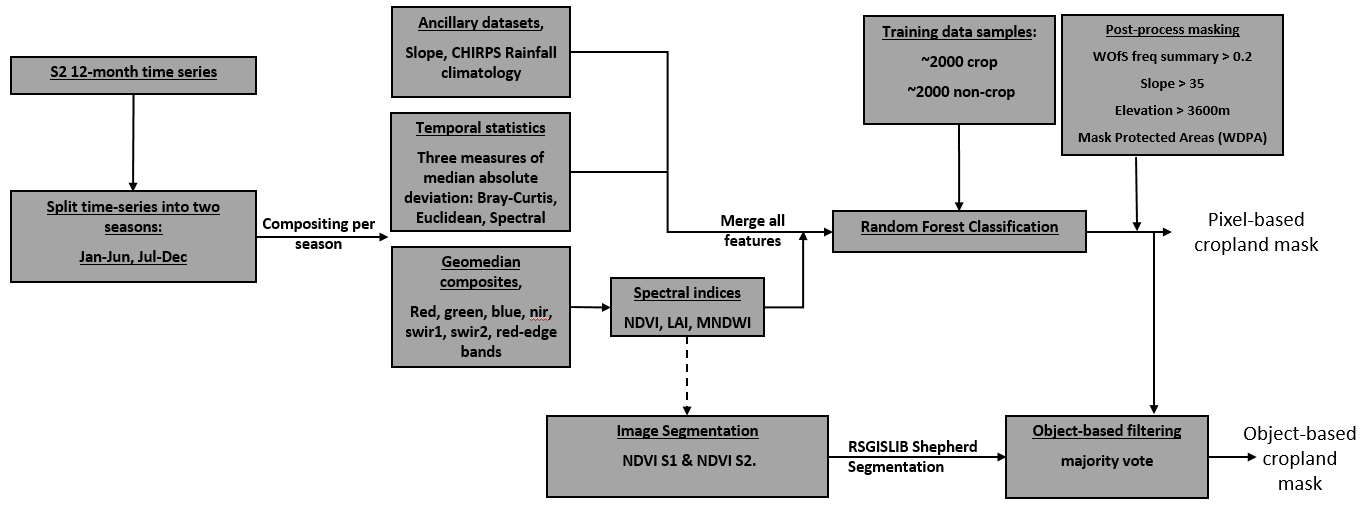 S2 12-month time series
Split time-series into two
seasons:
Jan-Jun, Jul-Dec
Compositing per
season
Ancillary datasets,
Slope, CHIRPS Rainfall
climatology
Temporal statistics
Three measures of
median absolute
deviation: Bray-Curtis,
Euclidean, Spectral
Geomedian
composites,
Red, green, blue, nir,
swir1, swir2, red-edge
bands
Spectral indices
NDVI, LAI, MNDWI
Merge all
features
Training data samples:
~2000 crop
~2000 non-crop
Random Forest Classification
Post-process masking
WOfS freq summary > 0.2
Slope > 35
Elevation > 3600m
Mask Protected Areas (WDPA)
Pixel-based
cropland mask
Image Segmentation
NDVI S1 & NDVI S2.
RSGISLIB Shepherd
Segmentation
Object-based filtering
majority vote
Object-based
cropland
mask